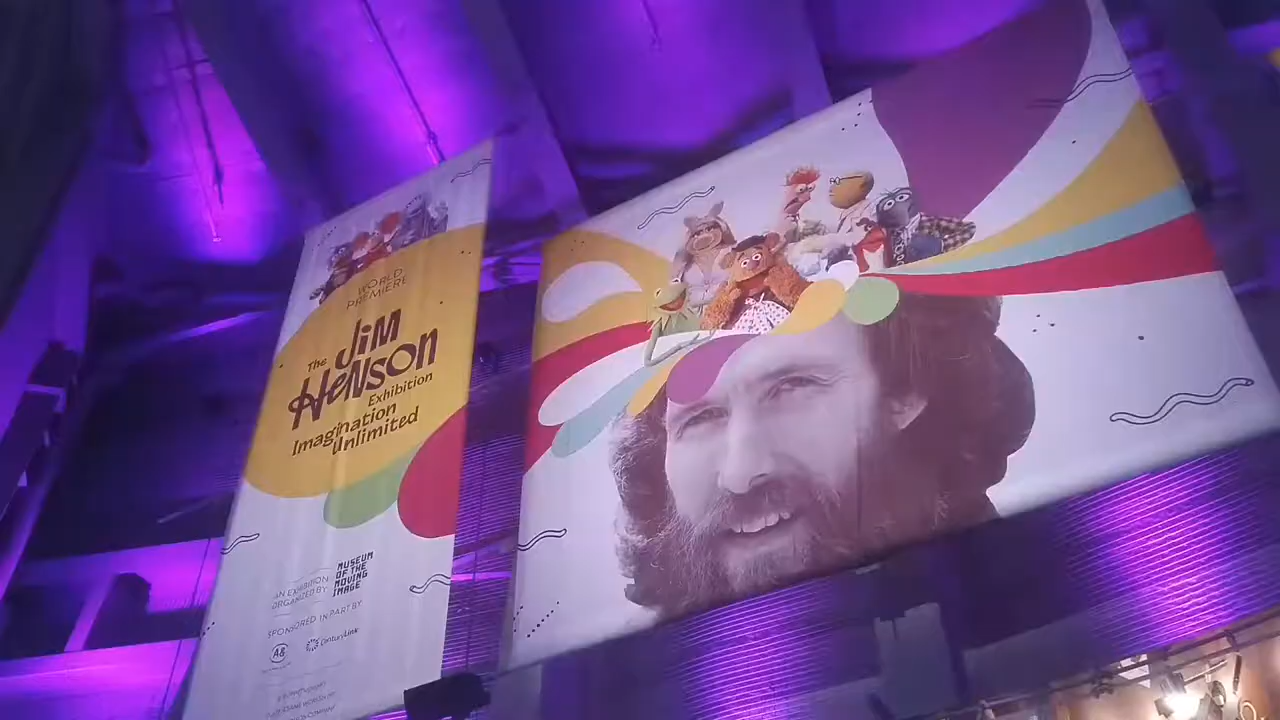 WORLD
PREMIERE
The JiM
HENSON
Exhibition
Imagination
Unlimited
AN EXHIBITION
ORGANIZED BY
MUSEUM
OF THE
MOVING
IMAGE
SPONSORED IN PART BY
CenturyLink